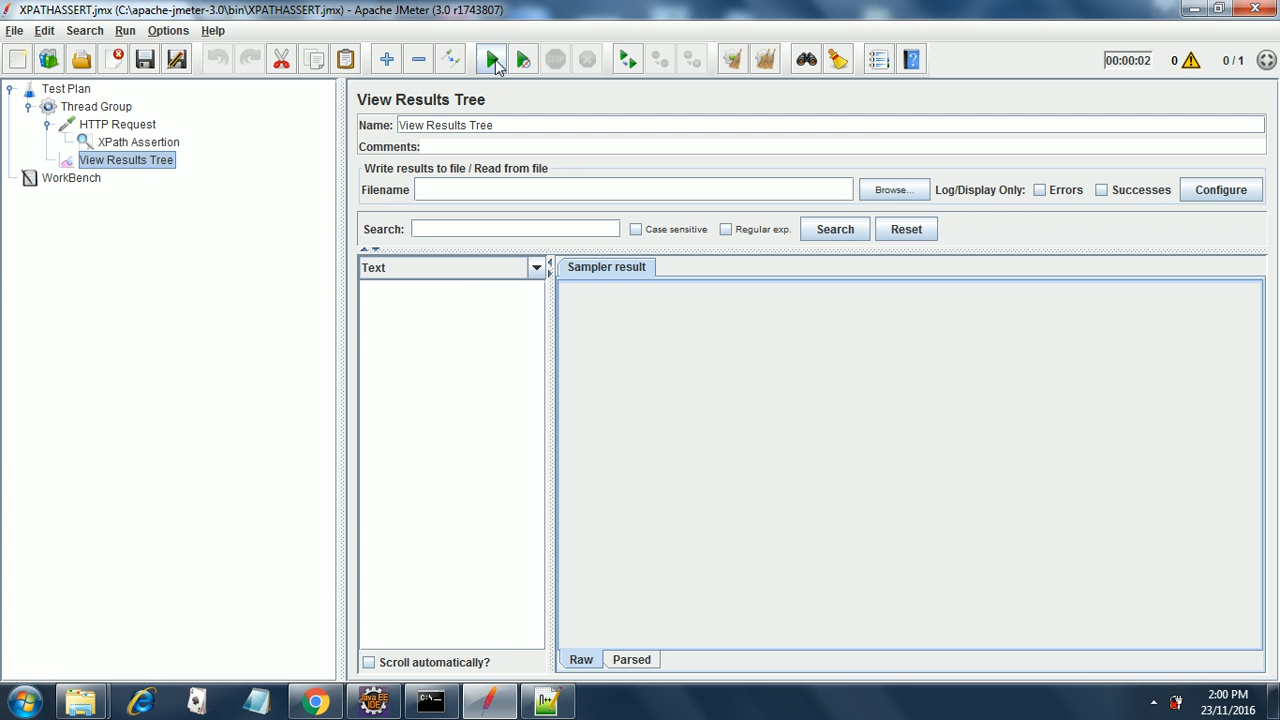 XPATHASSERT.jmx (C:\apache-jmeter-3.0\bin\XPATHASSERT.jmx) - Apache JMeter (3.0 r1743807)
File Edit Search Run Options Help
00:00:02 0 0 / 1
Test Plan
Thread Group
HTTP Request
XPath Assertion
View Results Tree
WorkBench
View Results Tree
Name: View Results Tree
Comments:
Write results to file / Read from file
Filename Browse... Log/Display Only: Errors Successes Configure
Search: Case sensitive Regular exp. Search Reset
Text
Sampler result
Scroll automatically?
Raw Parsed
Java EE
IDE
C:\.
N++
2:00 PM
23/11/2016